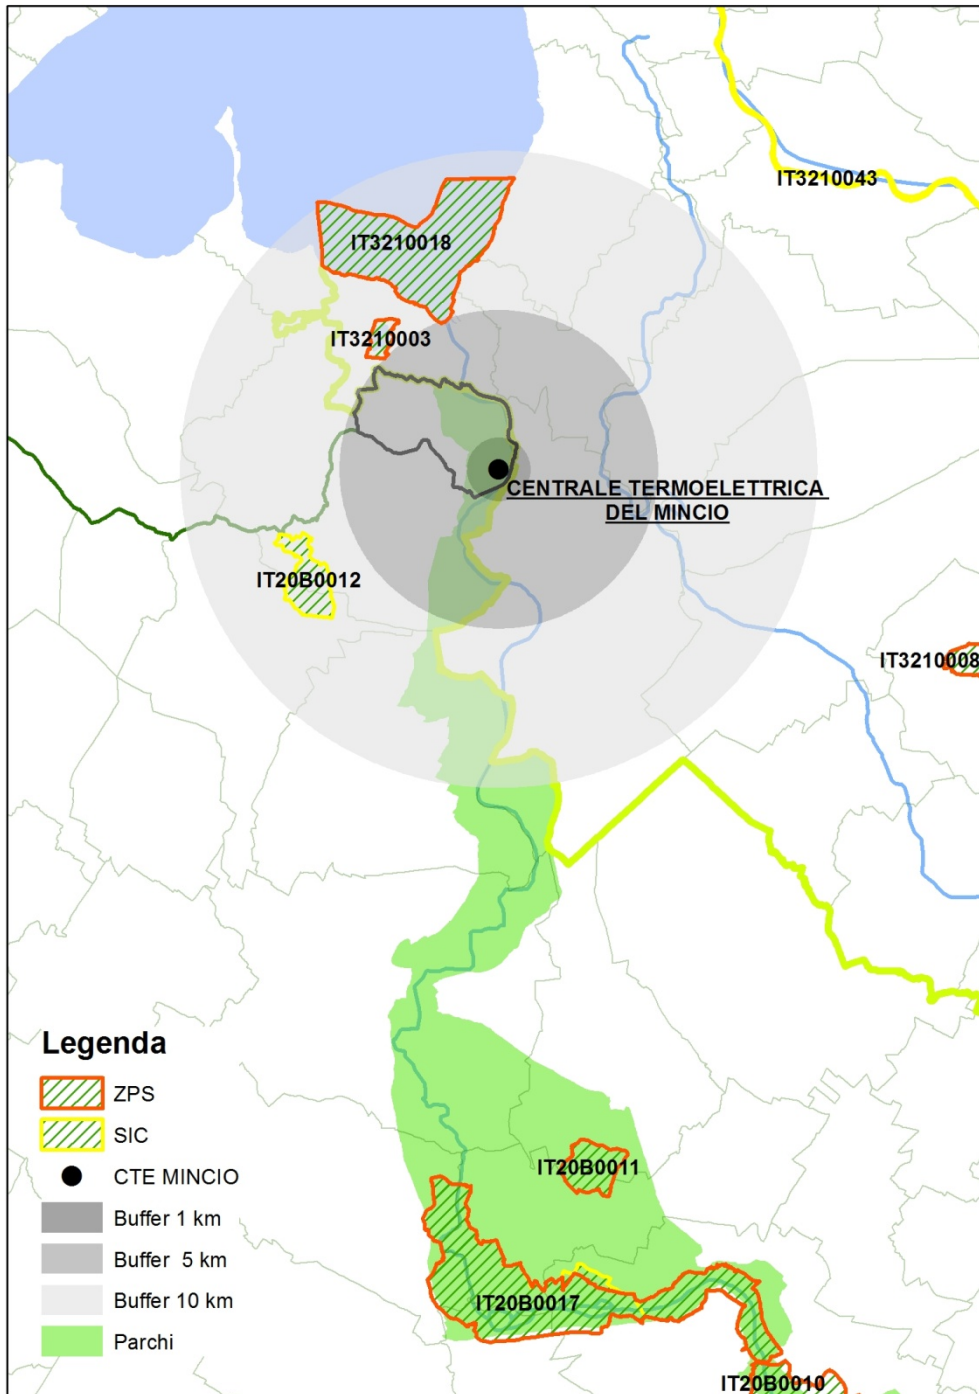 IT3210043
IT3210018
IT3210003
CENTRALE TERMOELETTRICA
DEL MINCIO
IT20B0012
IT3210008
Legenda
ZPS
SIC
CTE MINCIO
Buffer 1 km
Buffer 5 km
Buffer 10 km
Parchi
IT20B0011
IT20B0017
IT20B0010